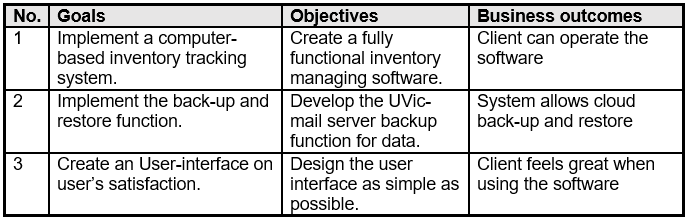 No. Goals Objectives Business outcomes
1 Implement a computer- Create a fully Client can operate the
based inventory tracking functional inventory software
system. managing software.
2 Implement the back-up and Develop the UVic- System allows cloud
restore function. mail server backup back-up and restore
function for data.
3 Create an User-interface on Design the user Client feels great when
user’s satisfaction. interface as simple as using the software
possible.